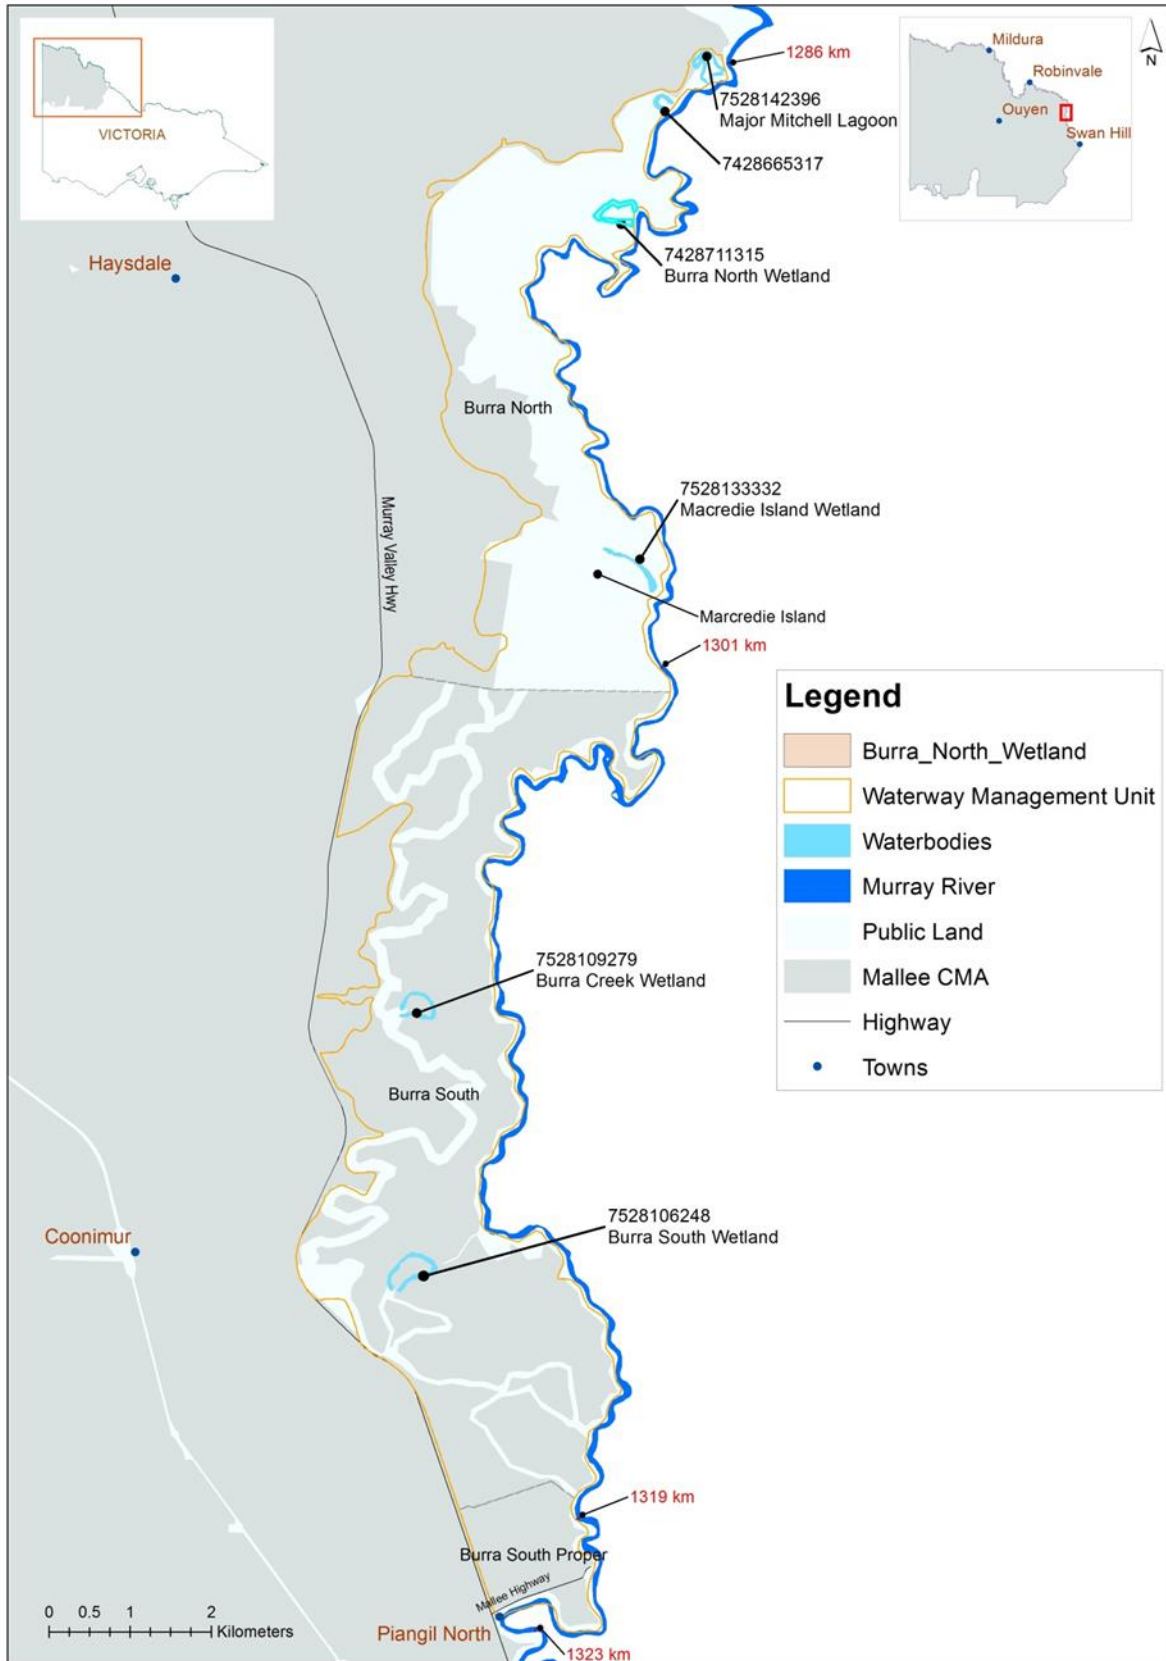 VICTORIA
Mildura
Robinvale
Ouyen
Swan Hill
N
1286 km
7528142396
Major Mitchell Lagoon
7428665317
7428711315
Burra North Wetland
Haysdale
Burra North
Murray Valley Hwy
7528133332
Macredie Island Wetland
Marcredie Island
1301 km
Legend
Burra_North_Wetland
Waterway Management Unit
Waterbodies
Murray River
Public Land
Mallee CMA
Highway
Towns
7528109279
Burra Creek Wetland
Burra South
7528106248
Burra South Wetland
Coonimur
1319 km
Burra South Proper
Mallee Highway
0 0.5 1 2
Kilometers
Piangil North
1323 km